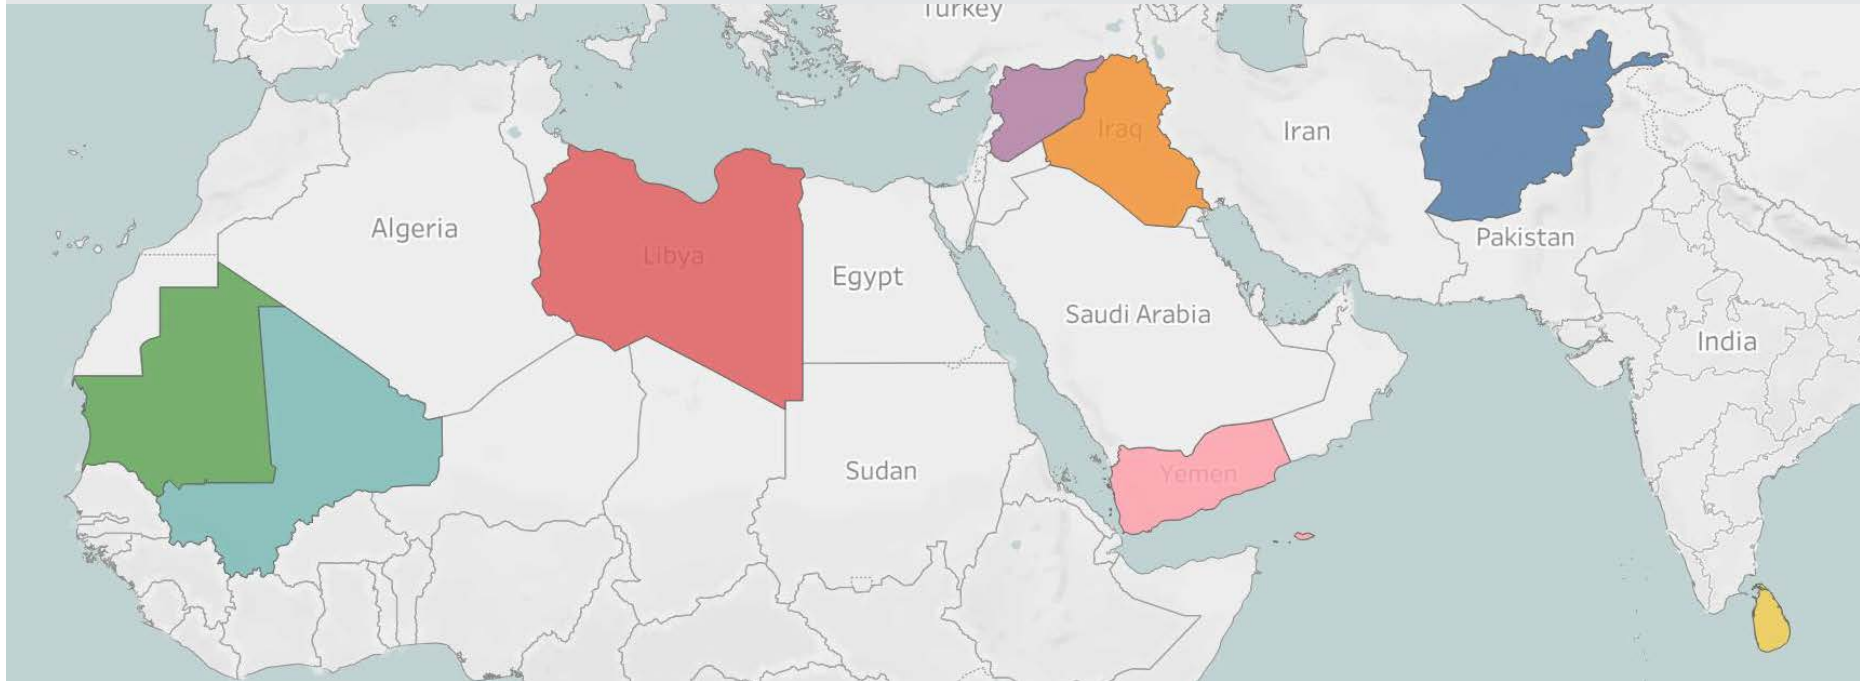 Turkey
Iraq
Iran
Algeria
Libya
Egypt
Pakistan
Saudi Arabia
India
Sudan
Yemen